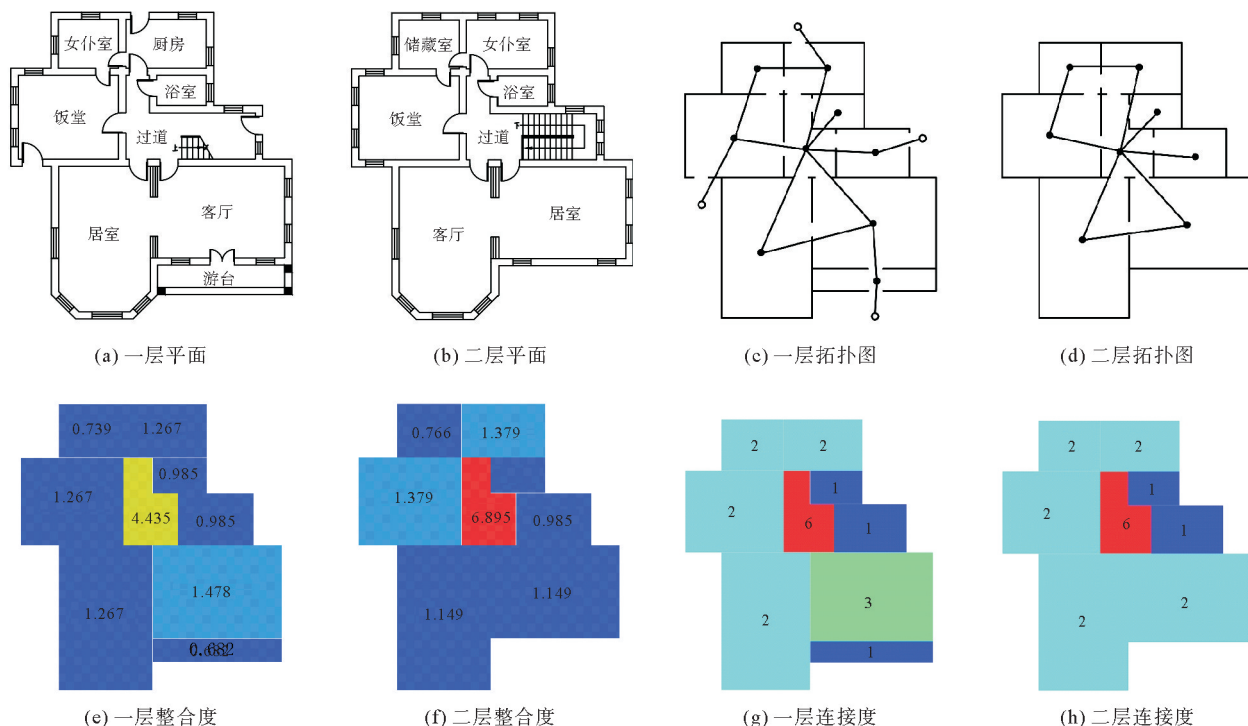 女仆室
厨房
浴室
饭堂
过道
上
客厅
居室
游台
储藏室
女仆室
浴室
饭堂
过道
下
居室
客厅
(a) 一层平面
(b) 二层平面
(c) 一层拓扑图
(d) 二层拓扑图
0.739
1.267
0.985
1.267
4.435
0.985
1.478
1.267
0.682
0.766
1.379
1.379
6.895
0.985
1.149
1.149
2
2
1
2
6
1
3
2
1
2
2
1
2
6
1
2
2
(e) 一层整合度
(f) 二层整合度
(g) 一层连接度
(h) 二层连接度